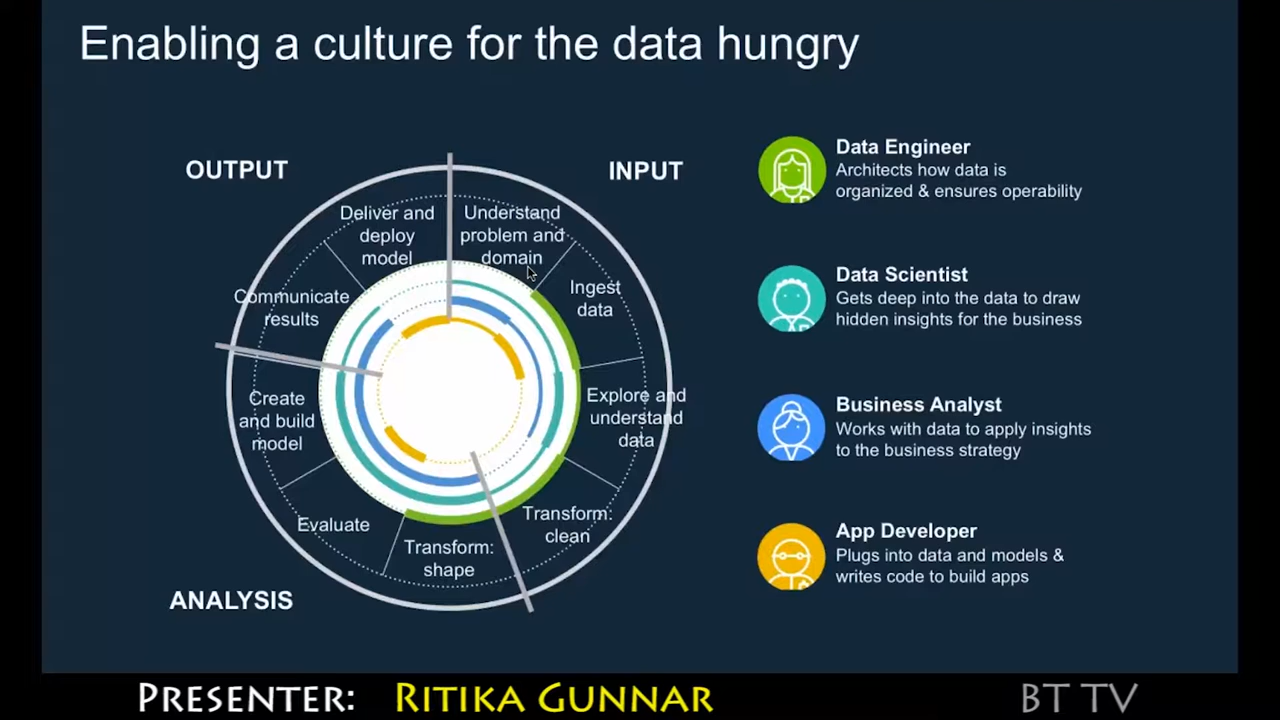 Enabling a culture for the data hungry
OUTPUT
INPUT
Deliver and
deploy
model
Understand
problem and
domain
Communicate
results
Ingest
data
Create
and build
model
Explore and
understand
data
Evaluate
Transform:
shape
Transform:
clean
ANALYSIS
Data Engineer
Architects how data is
organized & ensures operability
Data Scientist
Gets deep into the data to draw
hidden insights for the business
Business Analyst
Works with data to apply insights
to the business strategy
App Developer
Plugs into data and models &
writes code to build apps
Presenter: Ritika Gunnar
BT TV